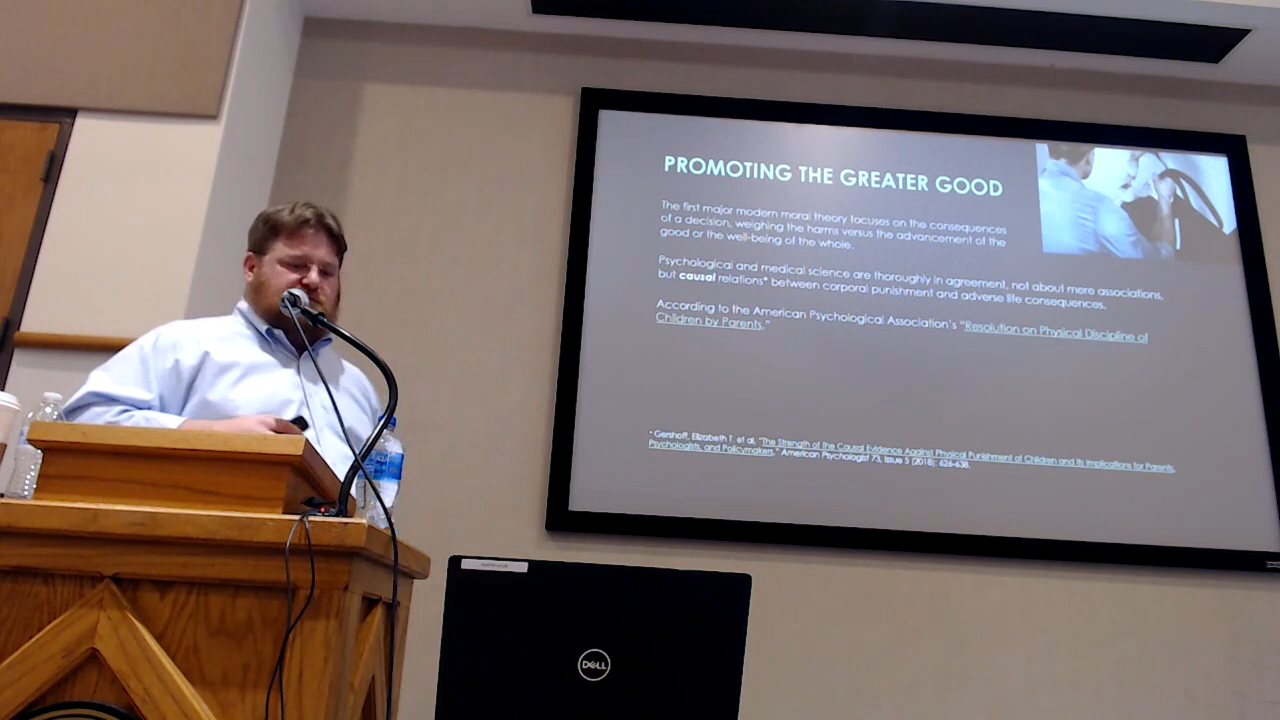 PROMOTING THE GREATER GOOD
The first major modern moral theory focuses on the consequences
of a decision, weighing the harms versus the advancement of the
good or the well-being of the whole.
Psychological and medical science are thoroughly in agreement, not about mere associations,
but causal relations* between corporal punishment and adverse life consequences.
According to the American Psychological Association's "Resolution on Physical Discipline of
Children by Parents,"
* Gershoff, Elizabeth T. et al, "The Strength of the Causal Evidence Against Physical Punishment of Children and Its Implications for Parents,
Psychologists, and Policymakers." American Psychologist 73, Issue 5 (2018): 626-638.
DELL